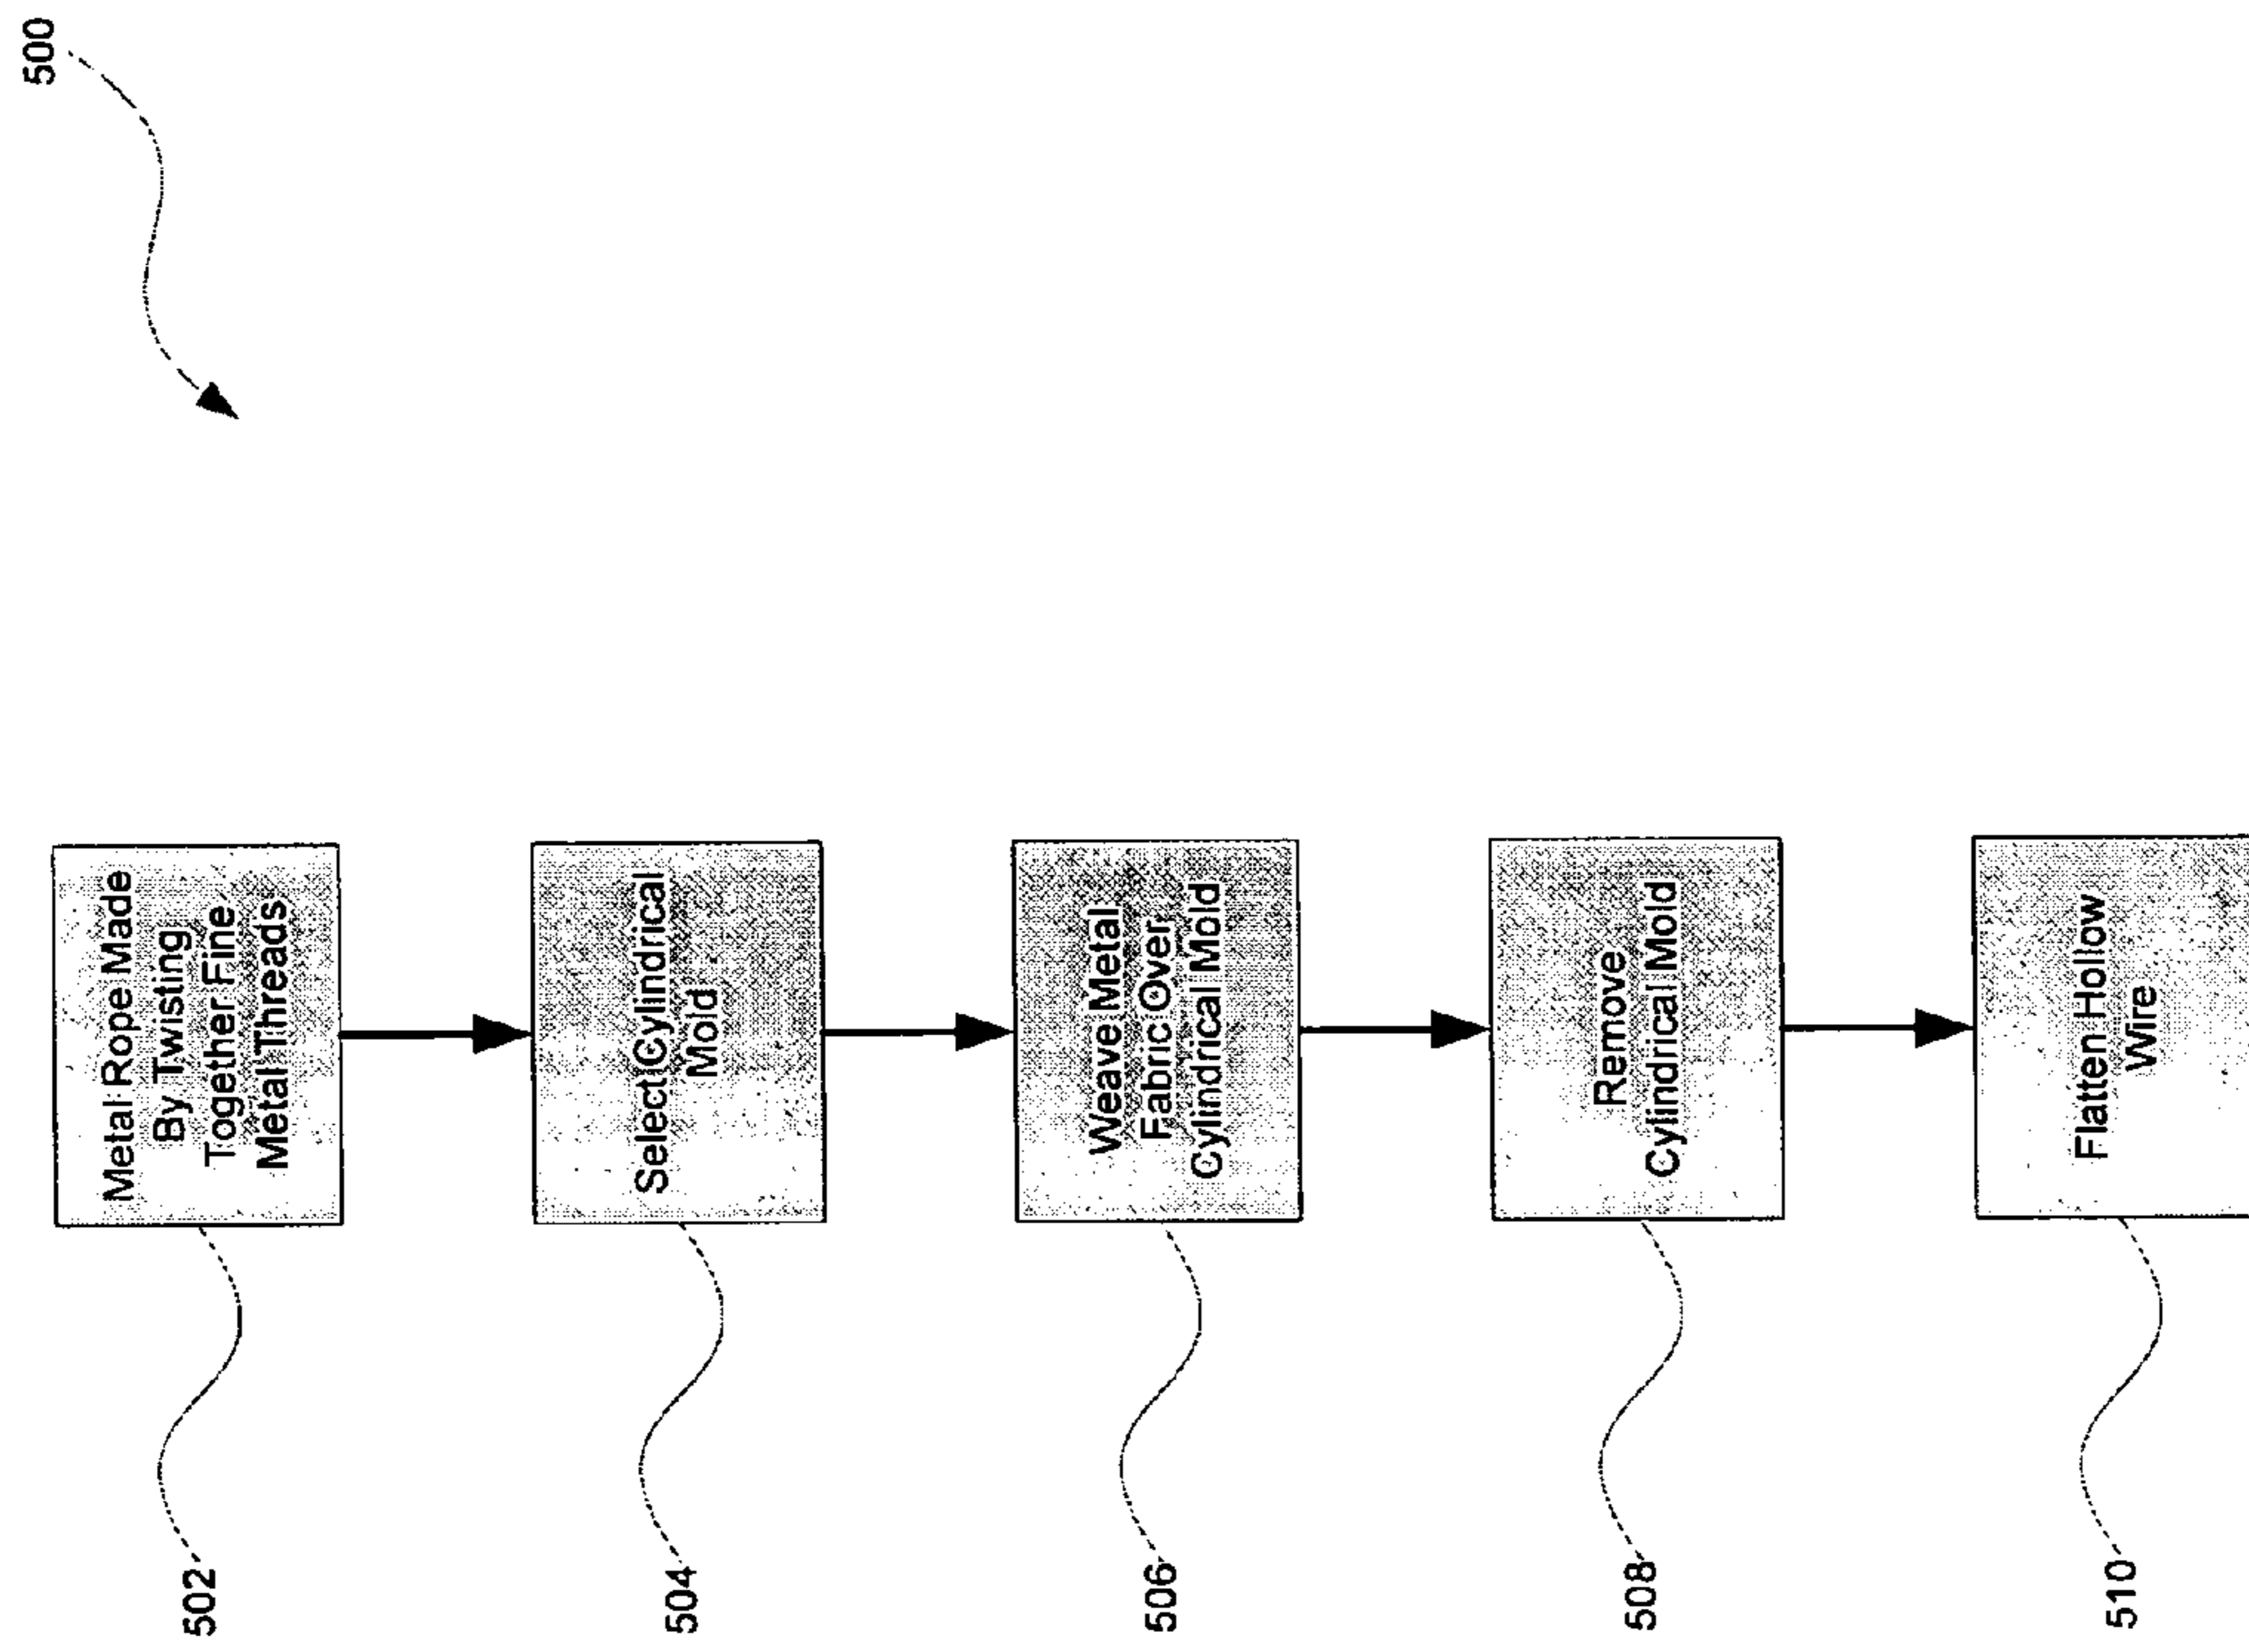 500
502
Metal Rope Made
By Twisting
Together Fine
Metal Threads
504
Select Cylindrical
Mold
506
Weave Metal
Fabric Over
Cylindrical Mold
508
Remove
Cylindrical Mold
510
Flatten Hollow
Wire